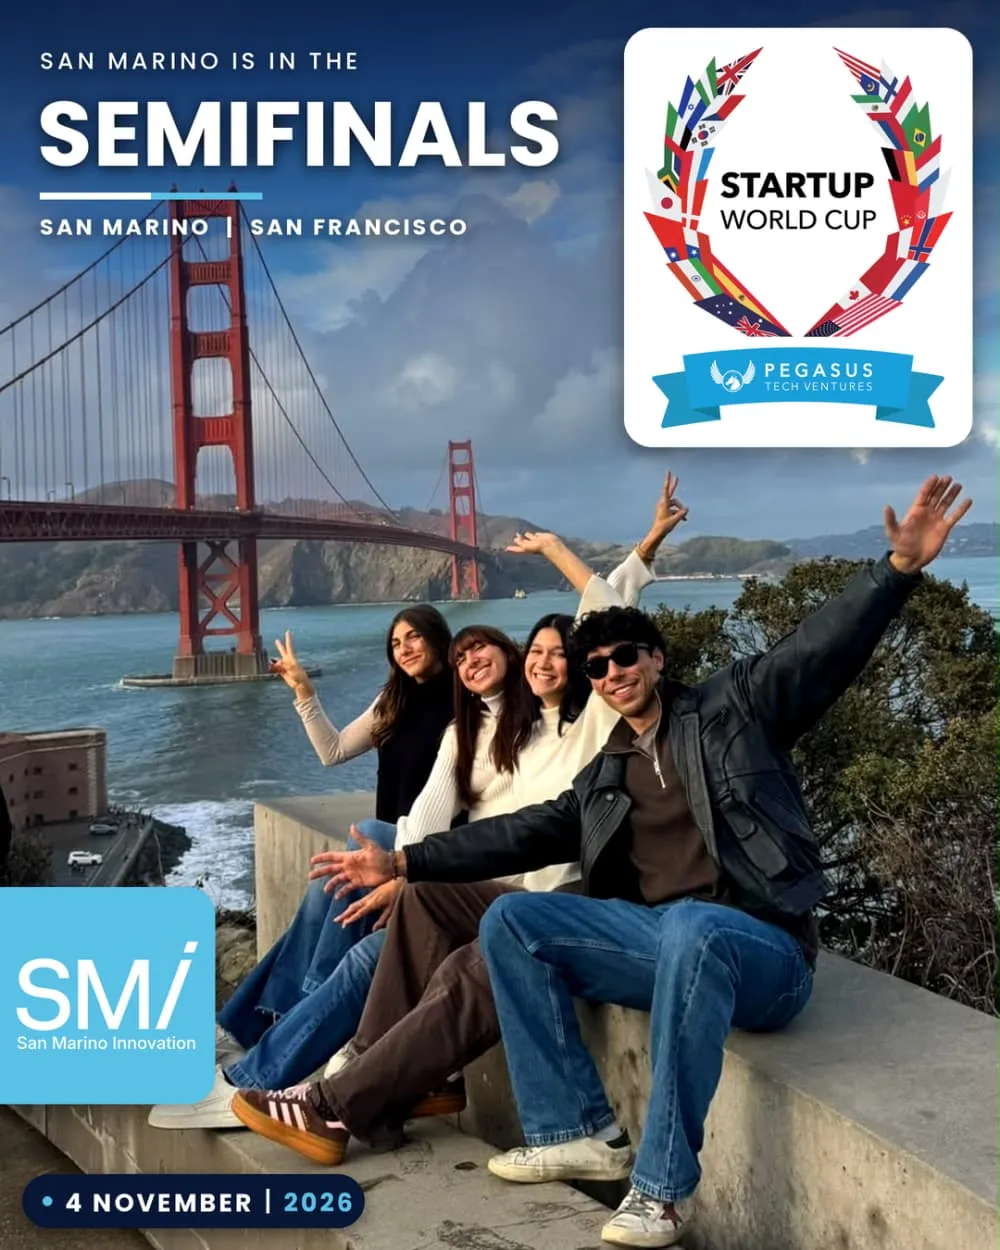 SAN MARINO IS IN THE
SEMIFINALS
SAN MARINO | SAN FRANCISCO
STARTUP
WORLD CUP
PEGASUS
TECH VENTURES
SMi
San Marino Innovation
• 4 NOVEMBER | 2026